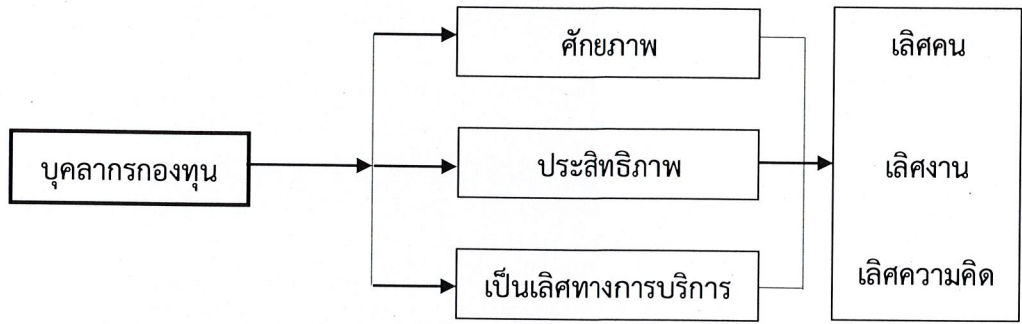 บุคลากรกองทุน
ศักยภาพ
ประสิทธิภาพ
เป็นเลิศทางการบริการ
เลิศคน
เลิศงาน
เลิศความคิด